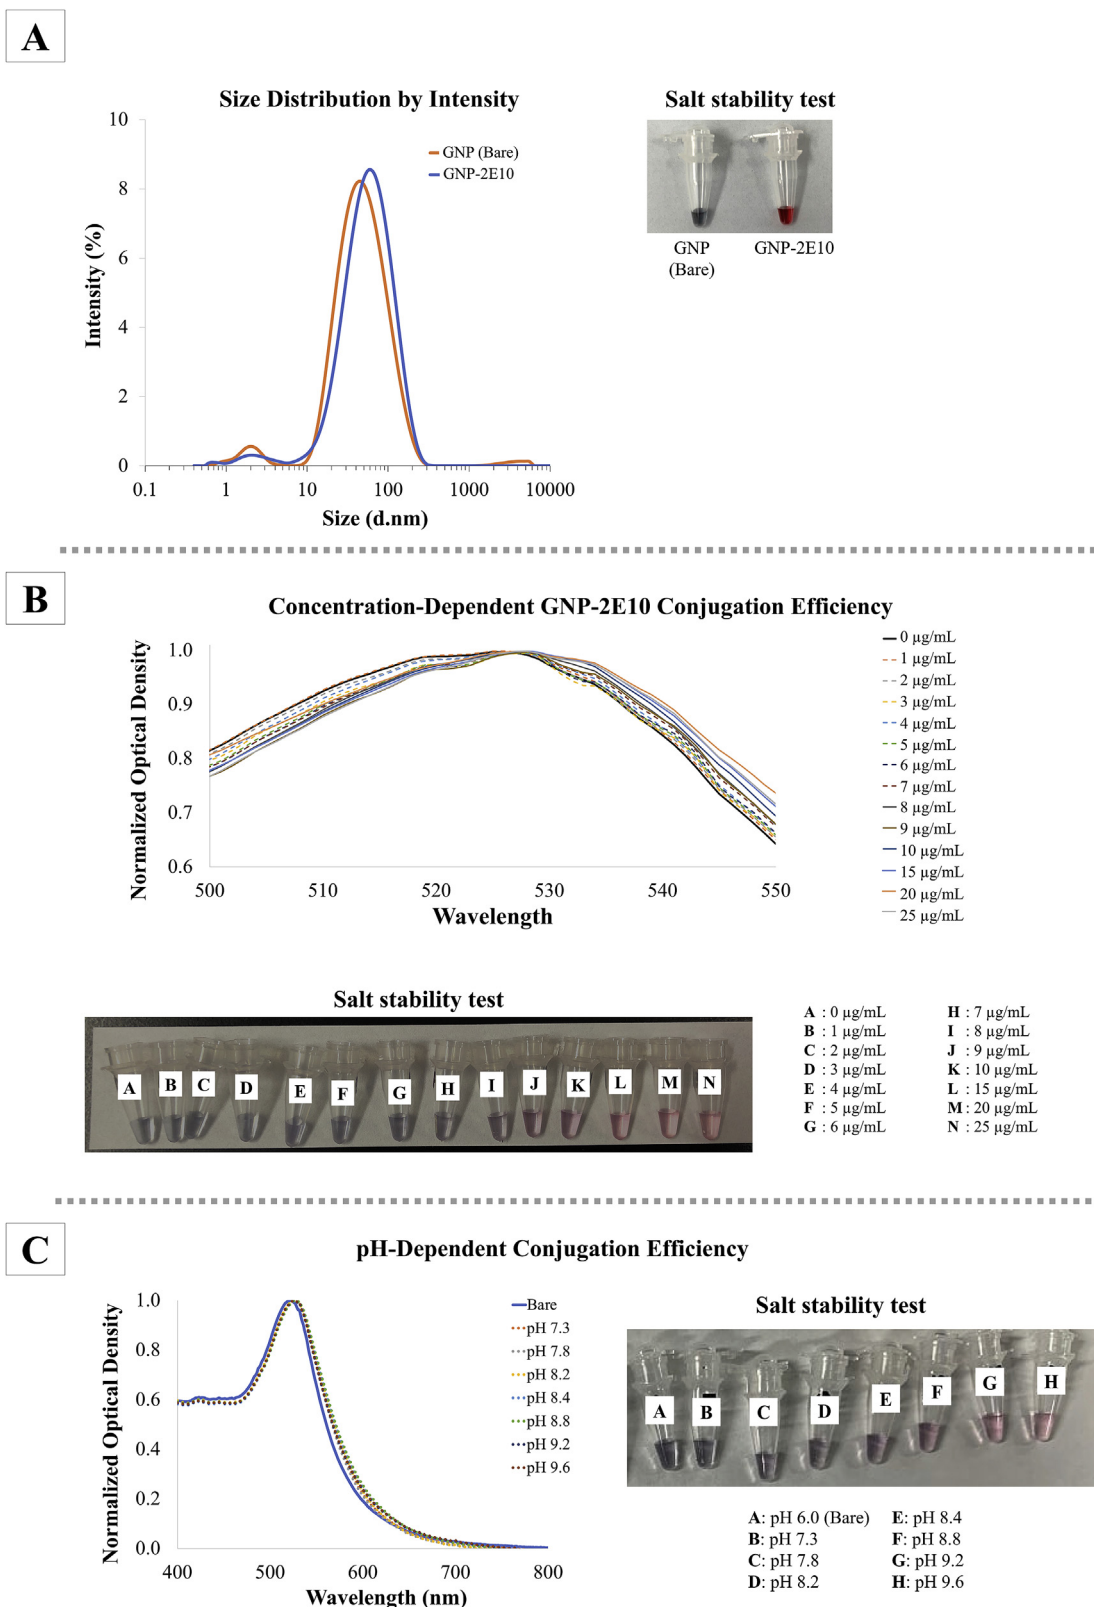 A
Size Distribution by Intensity
Salt stability test
10
8
6
4
2
0
Intensity (%)
GNP (Bare)
GNP-2E10
0.1
1
10
100
1000
10000
Size (d.nm)
GNP
(Bare)
GNP-2E10
B
Concentration-Dependent GNP-2E10 Conjugation Efficiency
Normalized Optical Density
1.0
0.9
0.8
0.7
0.6
500
510
520
530
540
550
Wavelength
0 µg/mL
1 µg/mL
2 µg/mL
3 µg/mL
4 µg/mL
5 µg/mL
6 µg/mL
7 µg/mL
8 µg/mL
9 µg/mL
10 µg/mL
15 µg/mL
20 µg/mL
25 µg/mL
Salt stability test
A
B
C
D
E
F
G
H
I
J
K
L
M
N
A : 0 µg/mL
B : 1 µg/mL
C : 2 µg/mL
D : 3 µg/mL
E : 4 µg/mL
F : 5 µg/mL
G : 6 µg/mL
H : 7 µg/mL
I : 8 µg/mL
J : 9 µg/mL
K : 10 µg/mL
L : 15 µg/mL
M : 20 µg/mL
N : 25 µg/mL
C
pH-Dependent Conjugation Efficiency
Normalized Optical Density
1.0
0.8
0.6
0.4
0.2
0.0
400
500
600
700
800
Wavelength (nm)
Bare
pH 7.3
pH 7.8
pH 8.2
pH 8.4
pH 8.8
pH 9.2
pH 9.6
Salt stability test
A
B
C
D
E
F
G
H
A: pH 6.0 (Bare)
B: pH 7.3
C: pH 7.8
D: pH 8.2
E: pH 8.4
F: pH 8.8
G: pH 9.2
H: pH 9.6